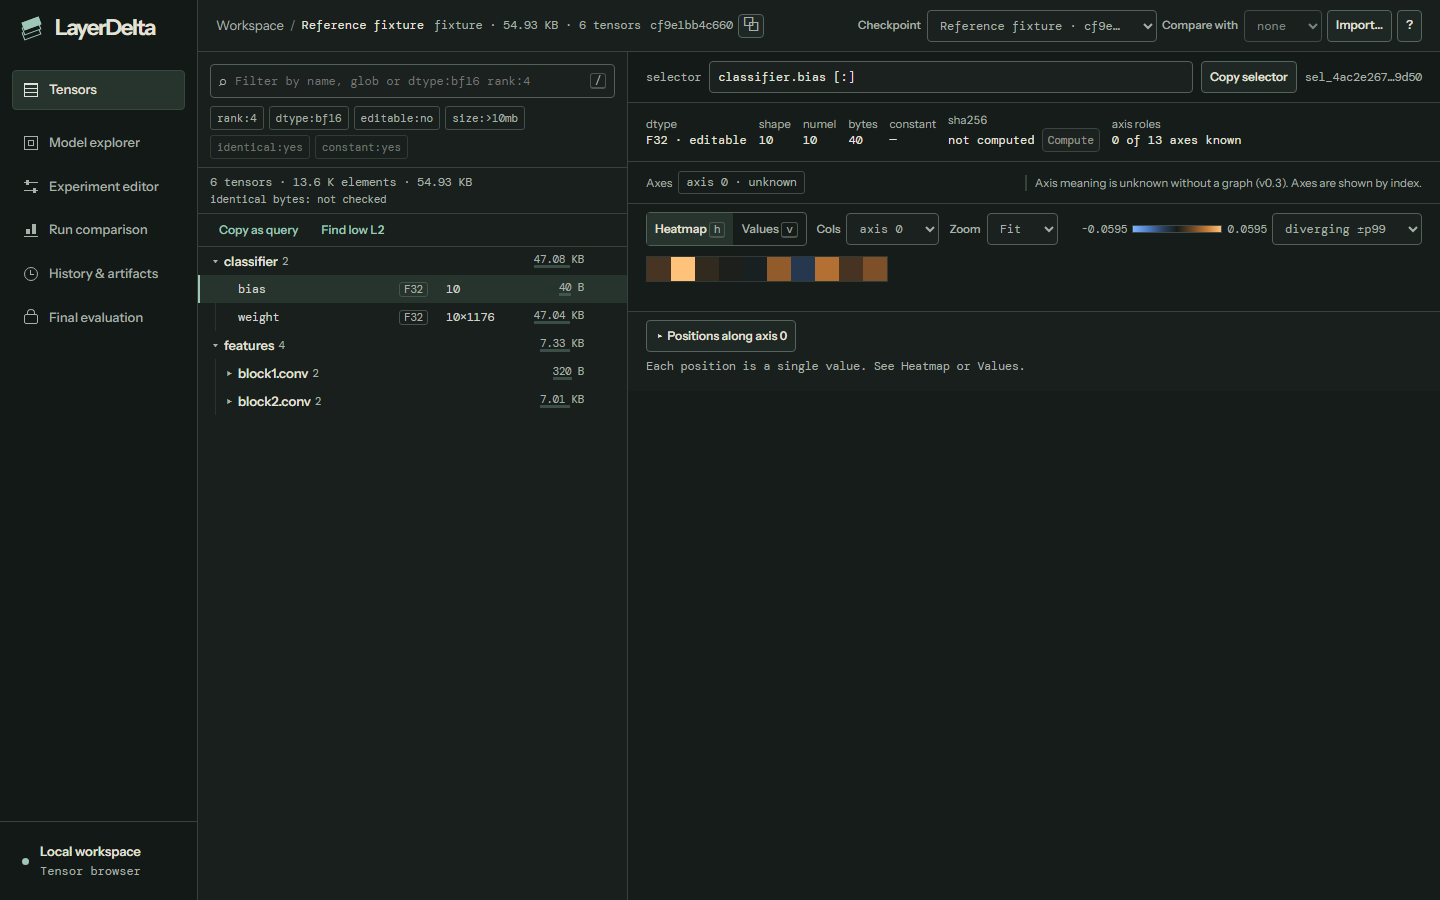 LayerDelta
Workspace / Reference fixture fixture · 54.93 KB · 6 tensors cf9e1bb4c660
Checkpoint Reference fixture · cf9e… Compare with none Import... ?
Tensors
Model explorer
Experiment editor
Run comparison
History & artifacts
Final evaluation
Local workspace
Tensor browser
Filter by name, glob or dtype:bf16 rank:4 /
rank:4 dtype:bf16 editable:no size:>10mb
identical:yes constant:yes
6 tensors · 13.6 K elements · 54.93 KB
identical bytes: not checked
Copy as query Find low L2
classifier 2 47.08 KB
bias F32 10 40 B
weight F32 10×1176 47.04 KB
features 4 7.33 KB
block1.conv 2 320 B
block2.conv 2 7.01 KB
selector classifier.bias [:] Copy selector sel_4ac2e267…9d50
dtype shape numel bytes constant sha256 axis roles
F32 · editable 10 10 40 — not computed Compute 0 of 13 axes known
Axes axis 0 · unknown Axis meaning is unknown without a graph (v0.3). Axes are shown by index.
Heatmap h Values v Cols axis 0 Zoom Fit -0.0595 0.0595 diverging ±p99
Positions along axis 0
Each position is a single value. See Heatmap or Values.